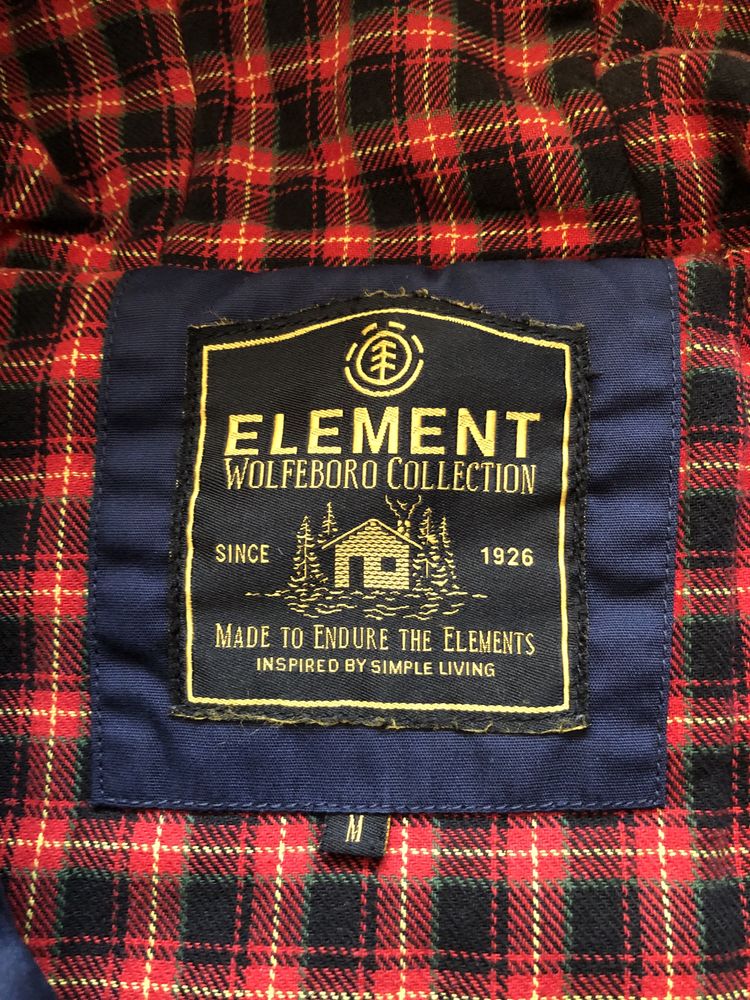 ELEMENT
WOLFEBORO COLLECTION
SINCE 1926
MADE TO ENDURE THE ELEMENTS
INSPIRED BY SIMPLE LIVING
M